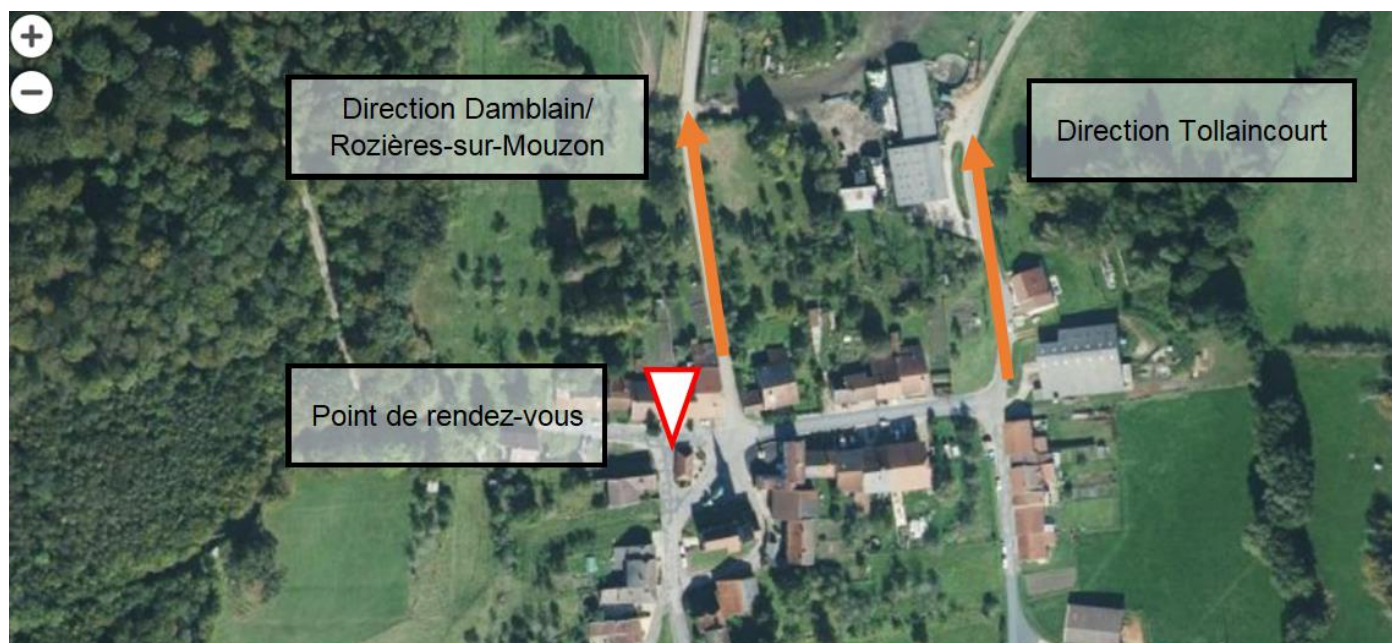 Direction Damblain/
Rozières-sur-Mouzon
Direction Tollaincourt
Point de rendez-vous